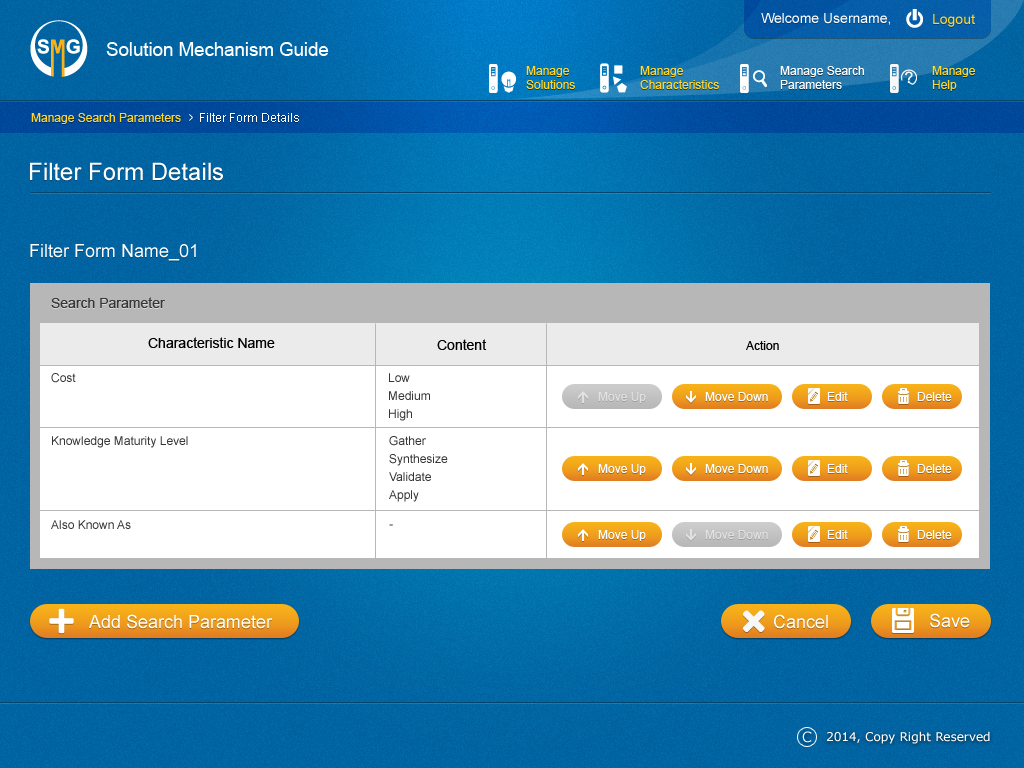 Welcome Username, Logout
SMG
Solution Mechanism Guide
Manage Solutions
Manage Characteristics
Manage Search Parameters
Manage Help
Manage Search Parameters > Filter Form Details
Filter Form Details
Filter Form Name_01
Search Parameter
Characteristic Name Content Action
Cost
Low
Medium
High
Move Up Move Down Edit Delete
Knowledge Maturity Level
Gather
Synthesize
Validate
Apply
Move Up Move Down Edit Delete
Also Known As
-
Move Up Move Down Edit Delete
Add Search Parameter Cancel Save
© 2014, Copy Right Reserved